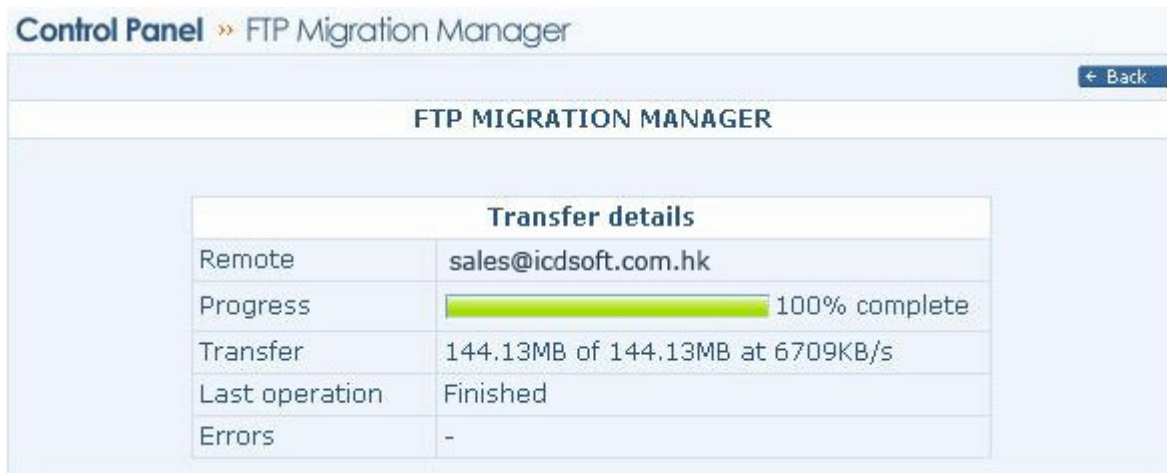 Control Panel » FTP Migration Manager
← Back
FTP MIGRATION MANAGER
Transfer details
Remote sales@icdsoft.com.hk
Progress 100% complete
Transfer 144.13MB of 144.13MB at 6709KB/s
Last operation Finished
Errors -